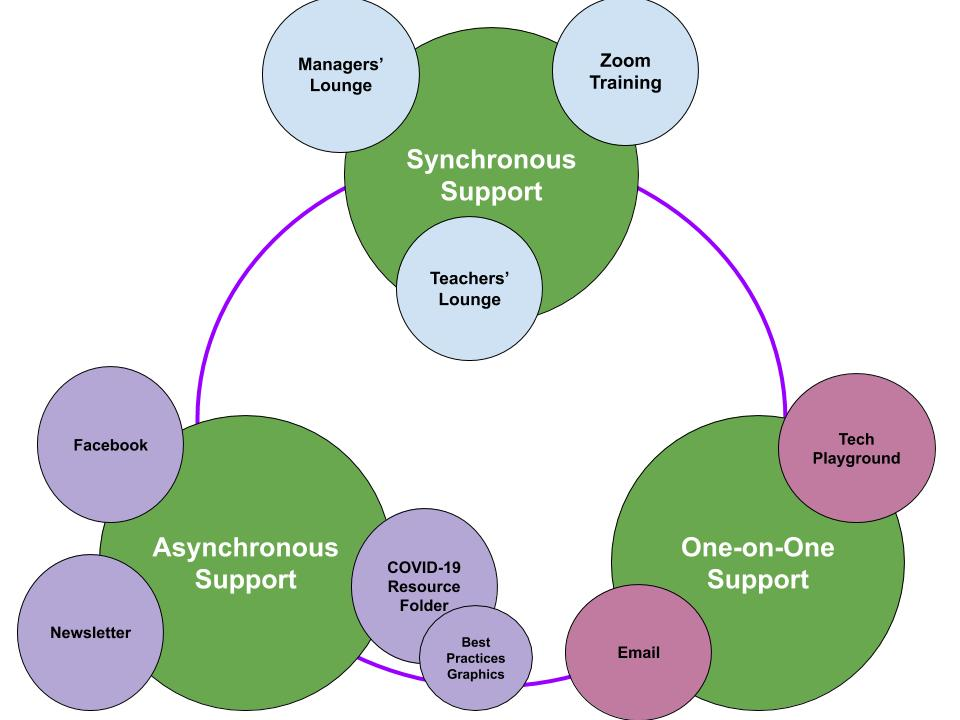 Managers’
Lounge
Zoom
Training
Synchronous
Support
Teachers’
Lounge
Facebook
Asynchronous
Support
Newsletter
COVID-19
Resource
Folder
Best
Practices
Graphics
Tech
Playground
One-on-One
Support
Email